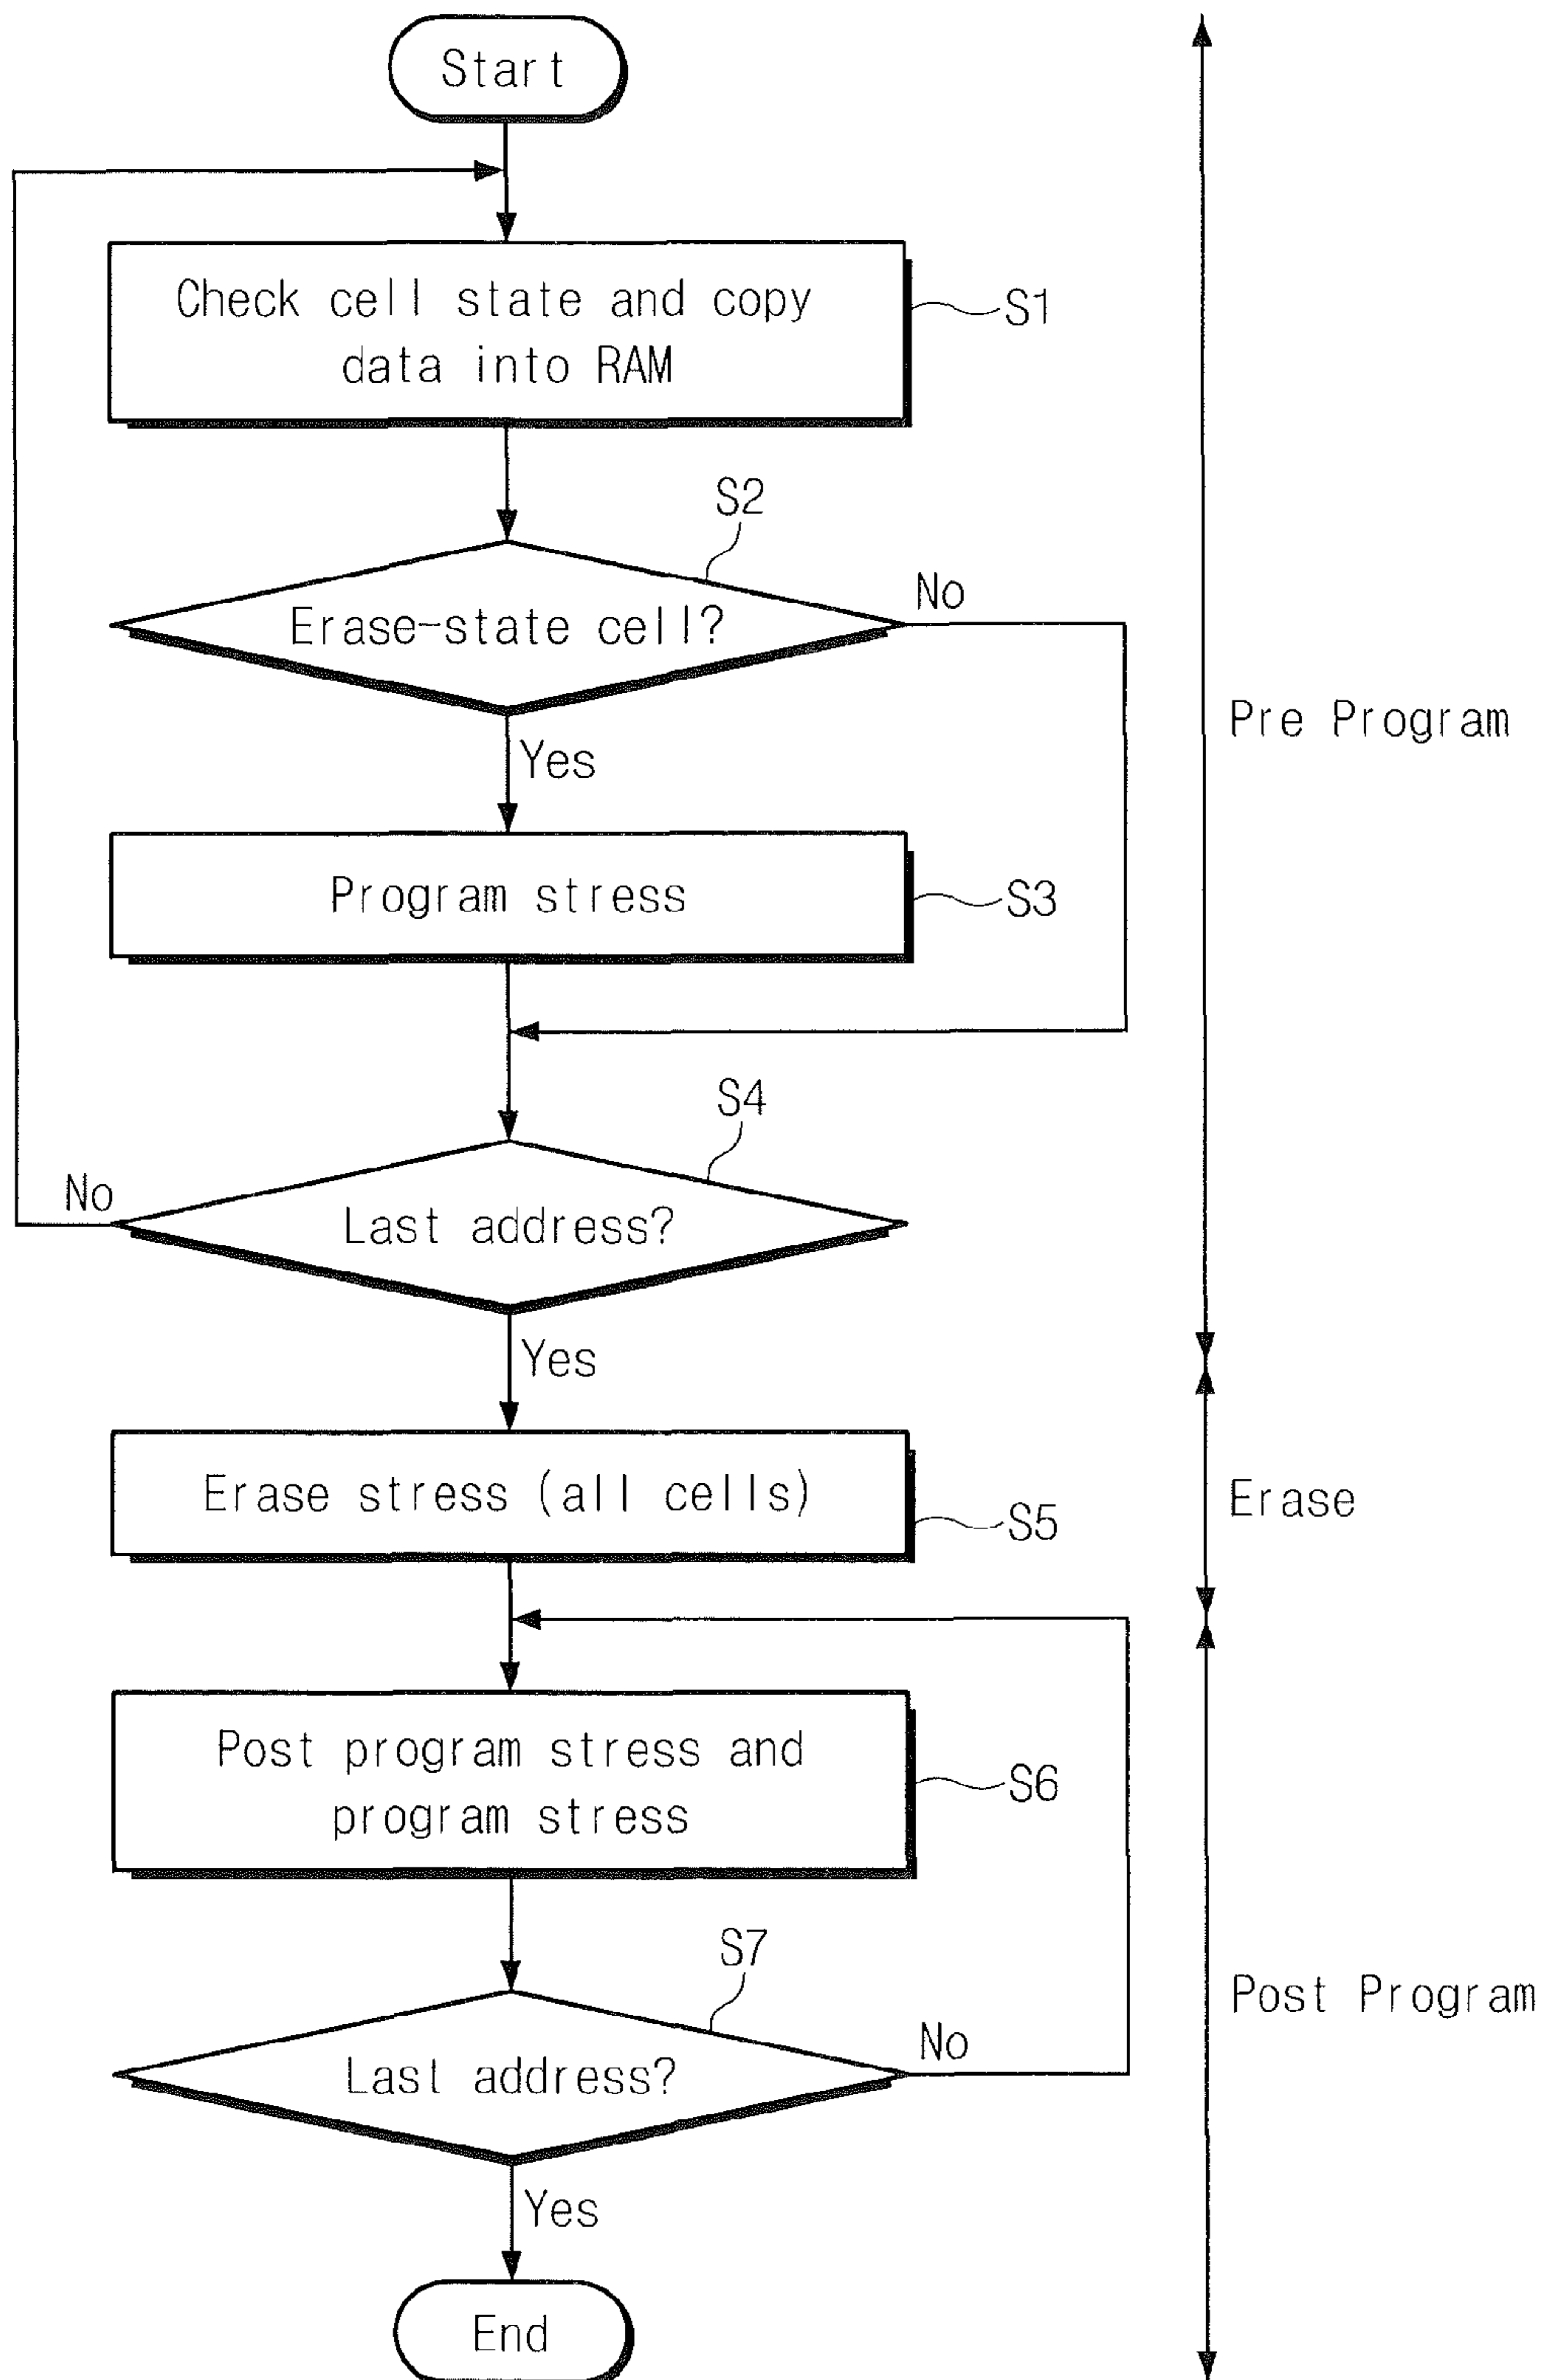 Start
Check cell state and copy
data into RAM
S1
S2
Erase-state cell?
No
Yes
Pre Program
Program stress
S3
S4
Last address?
No
Yes
Erase stress (all cells)
S5
Erase
Post program stress and
program stress
S6
S7
Last address?
No
Post Program
Yes
End